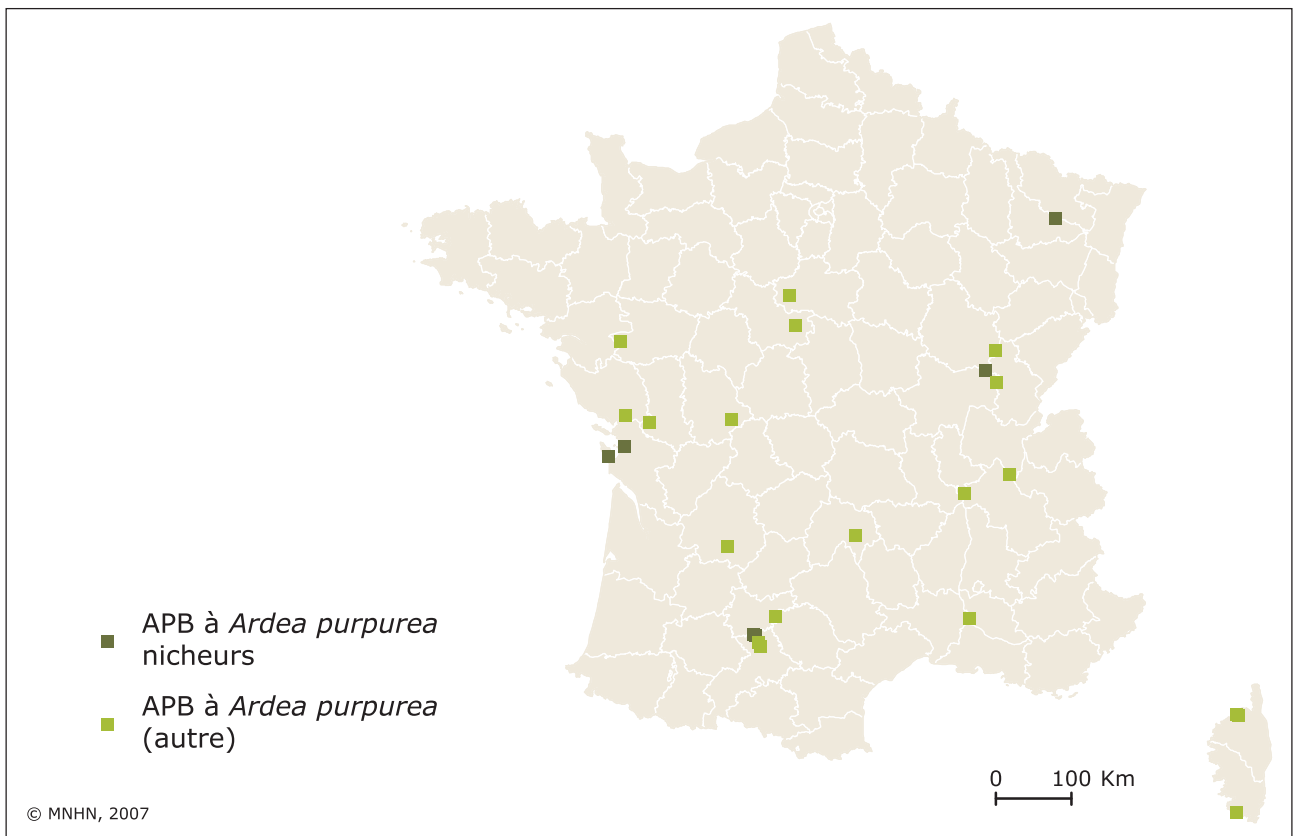 APB à Ardea purpurea
nicheurs
APB à Ardea purpurea
(autre)
0 100 Km
© MNHN, 2007